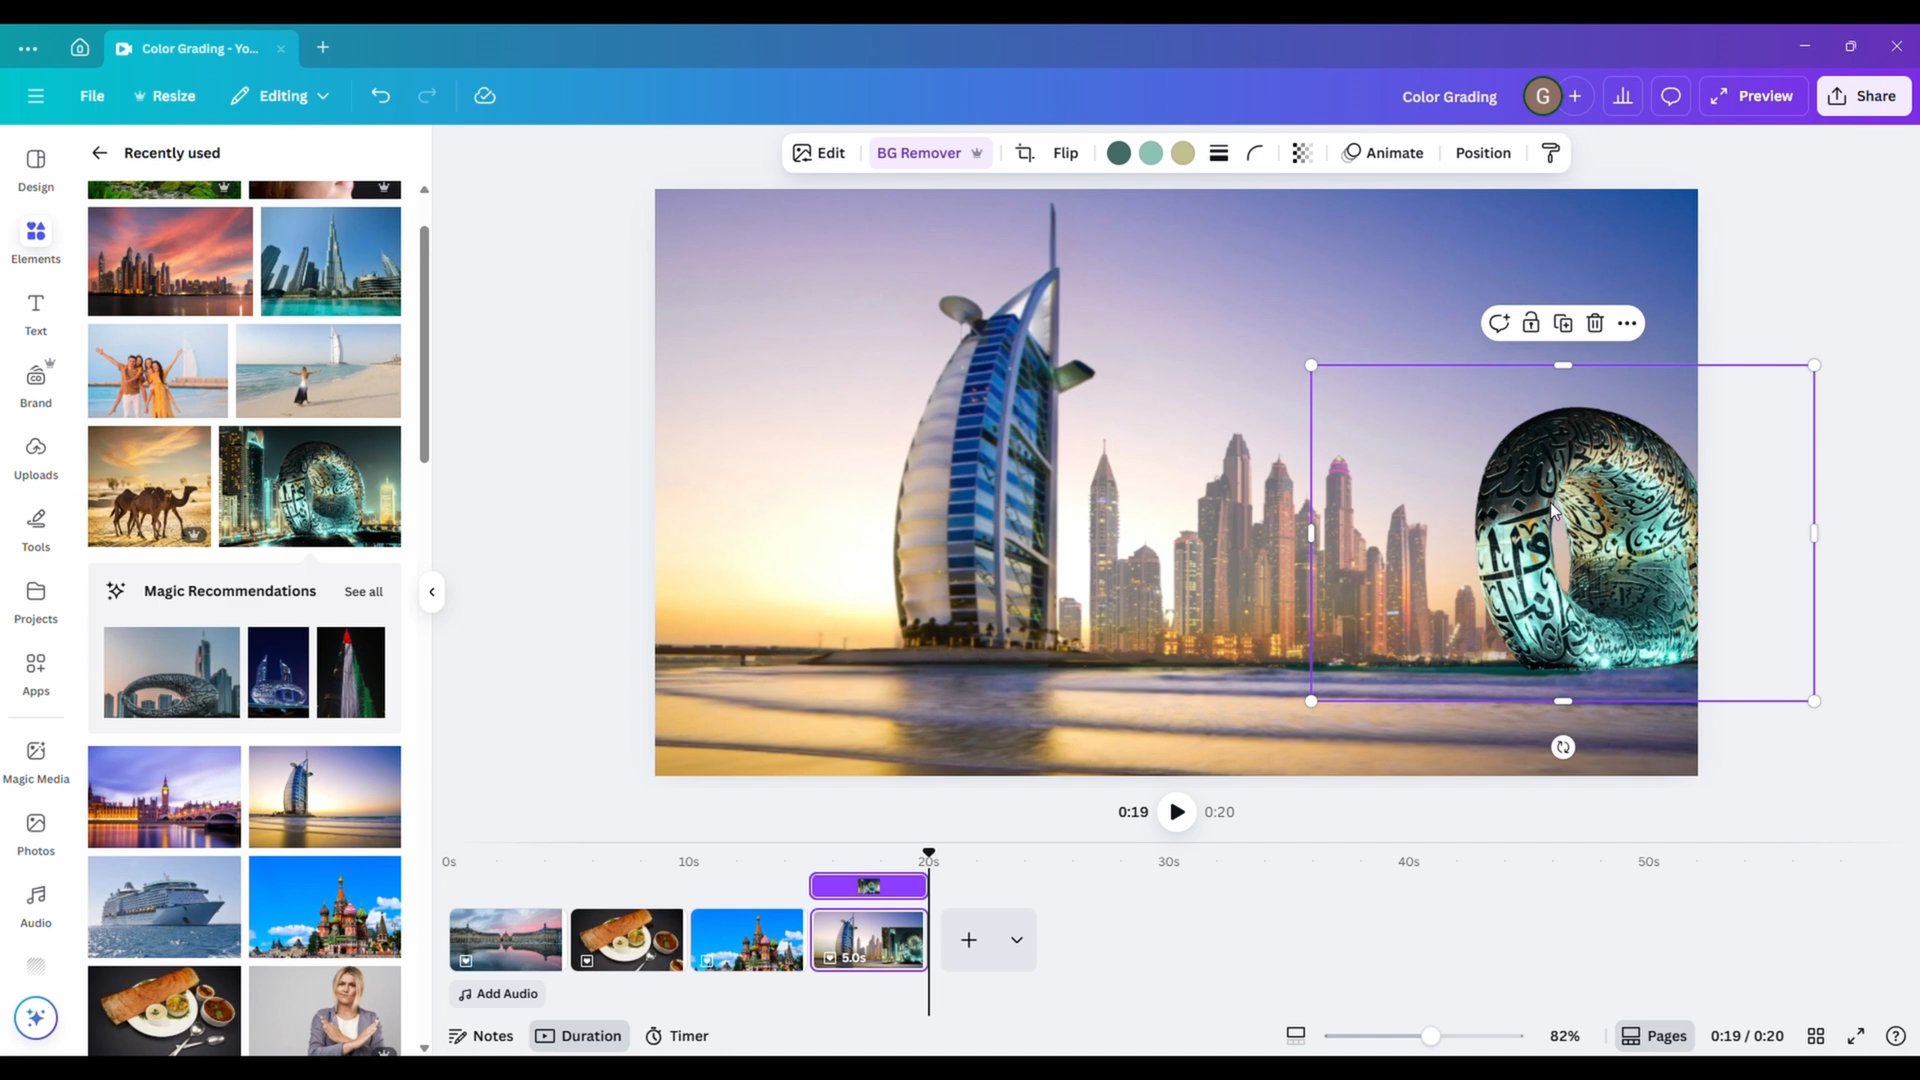 Color Grading - Yo...
File
Resize
Editing
Color Grading
G
Preview
Share
Design
Elements
Text
Brand
Uploads
Tools
Projects
Apps
Magic Media
Photos
Audio
Recently used
Magic Recommendations
See all
Edit
BG Remover
Flip
Animate
Position
0:19
0:20
0s
10s
20s
30s
40s
50s
5.0s
Add Audio
Notes
Duration
Timer
82%
Pages
0:19 / 0:20